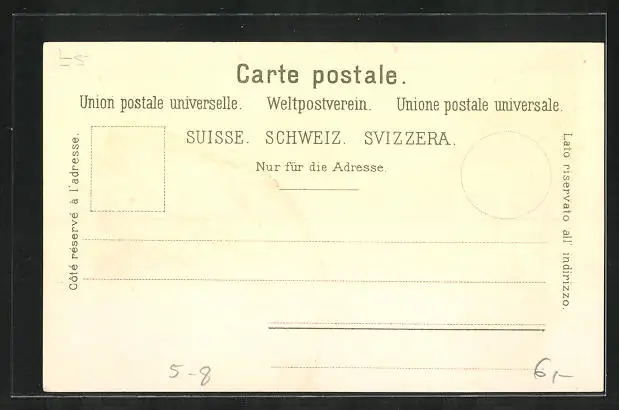 Carte postale.
Union postale universelle. Weltpostverein. Unione postale universale.
SUISSE. SCHWEIZ. SVIZZERA.
Nur für die Adresse.
Côté réservé à l'adresse.
Lato riservato all' indirizzo.
5-8
6,-